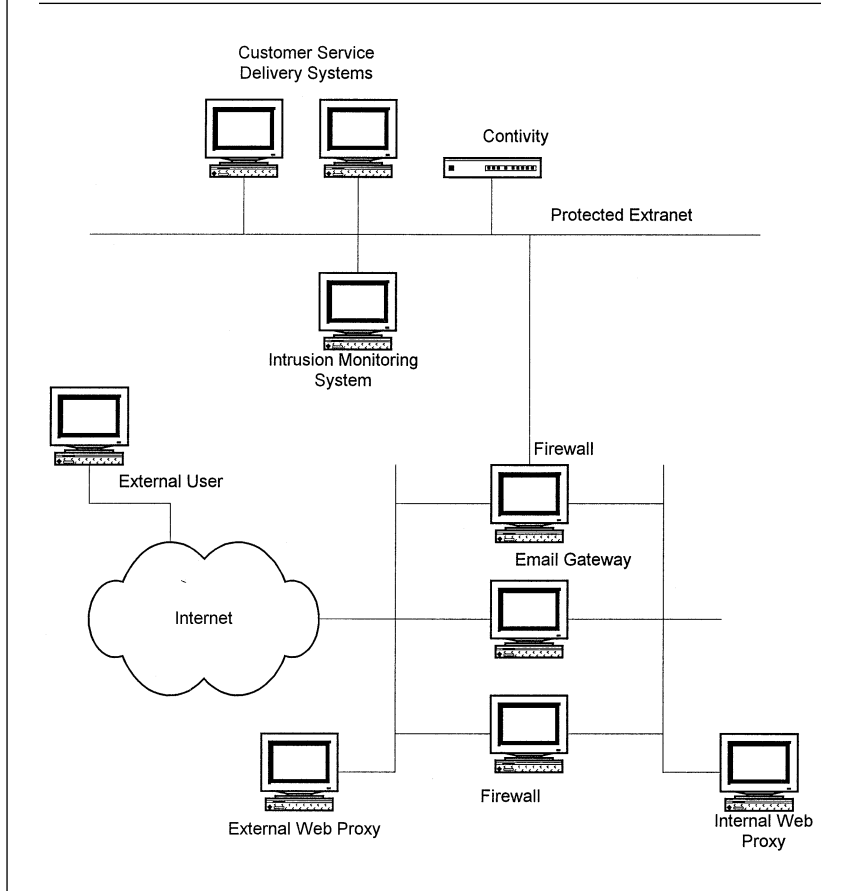 Customer Service
Delivery Systems
Contivity
Protected Extranet
Intrusion Monitoring
System
Firewall
External User
Email Gateway
Internet
Firewall
External Web Proxy
Internal Web
Proxy